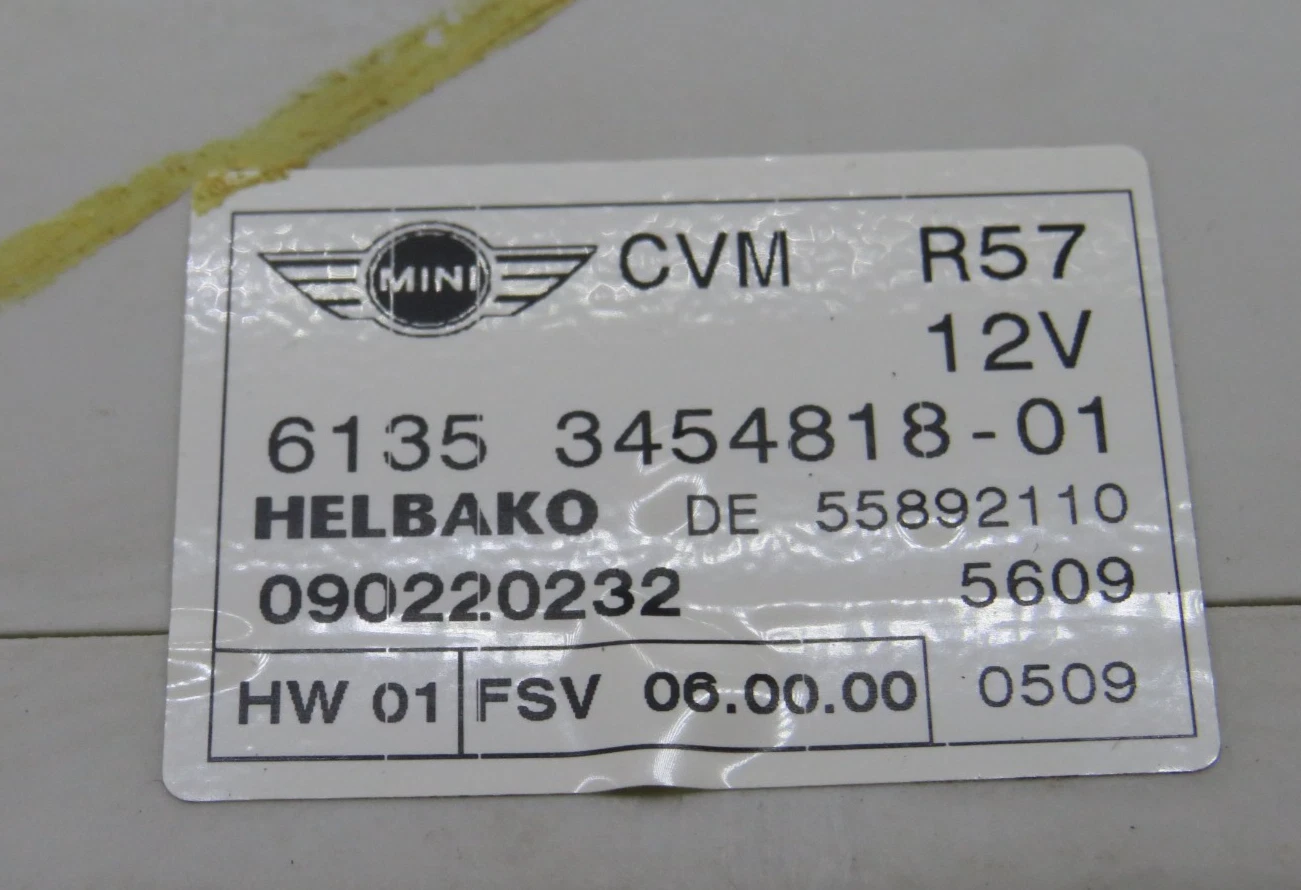 MINI CVM R57
12V
6135 3454818-01
HELBAKO DE 55892110
090220232 5609
HW 01 FSV 06.00.00 0509